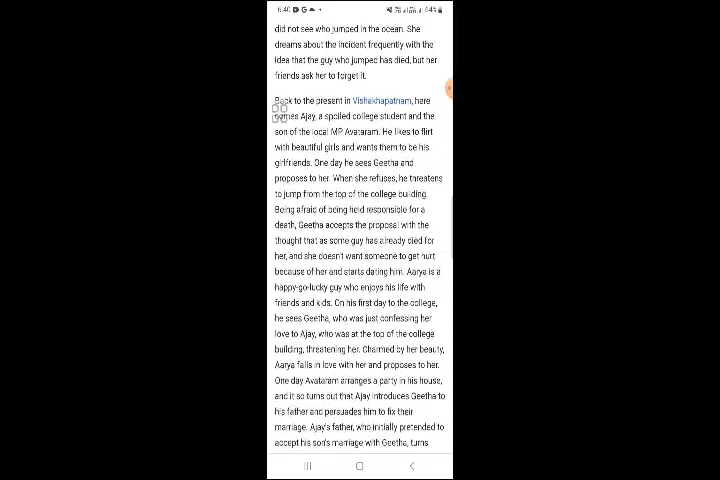 6:40
64%
did not see who jumped in the ocean. She
dreams about the incident frequently with the
idea that the guy who jumped has died, but her
friends ask her to forget it.
Back to the present in Vishakhapatnam, here
comes Ajay, a spoiled college student and the
son of the local MP Avataram. He likes to flirt
with beautiful girls and wants them to be his
girlfriends. One day he sees Geetha and
proposes to her. When she refuses, he threatens
to jump from the top of the college building.
Being afraid of being held responsible for a
death, Geetha accepts the proposal with the
thought that as some guy has already died for
her, and she doesn't want someone to get hurt
because of her and starts dating him. Aarya is a
happy-go-lucky guy who enjoys his life with
friends and kids. On his first day to the college,
he sees Geetha, who was just confessing her
love to Ajay, who was at the top of the college
building, threatening her. Charmed by her beauty,
Aarya falls in love with her and proposes to her.
One day Avataram arranges a party in his house,
and it so turns out that Ajay introduces Geetha to
his father and persuades him to fix their
marriage. Ajay's father, who initially pretended to
accept his son's marriage with Geetha, turns